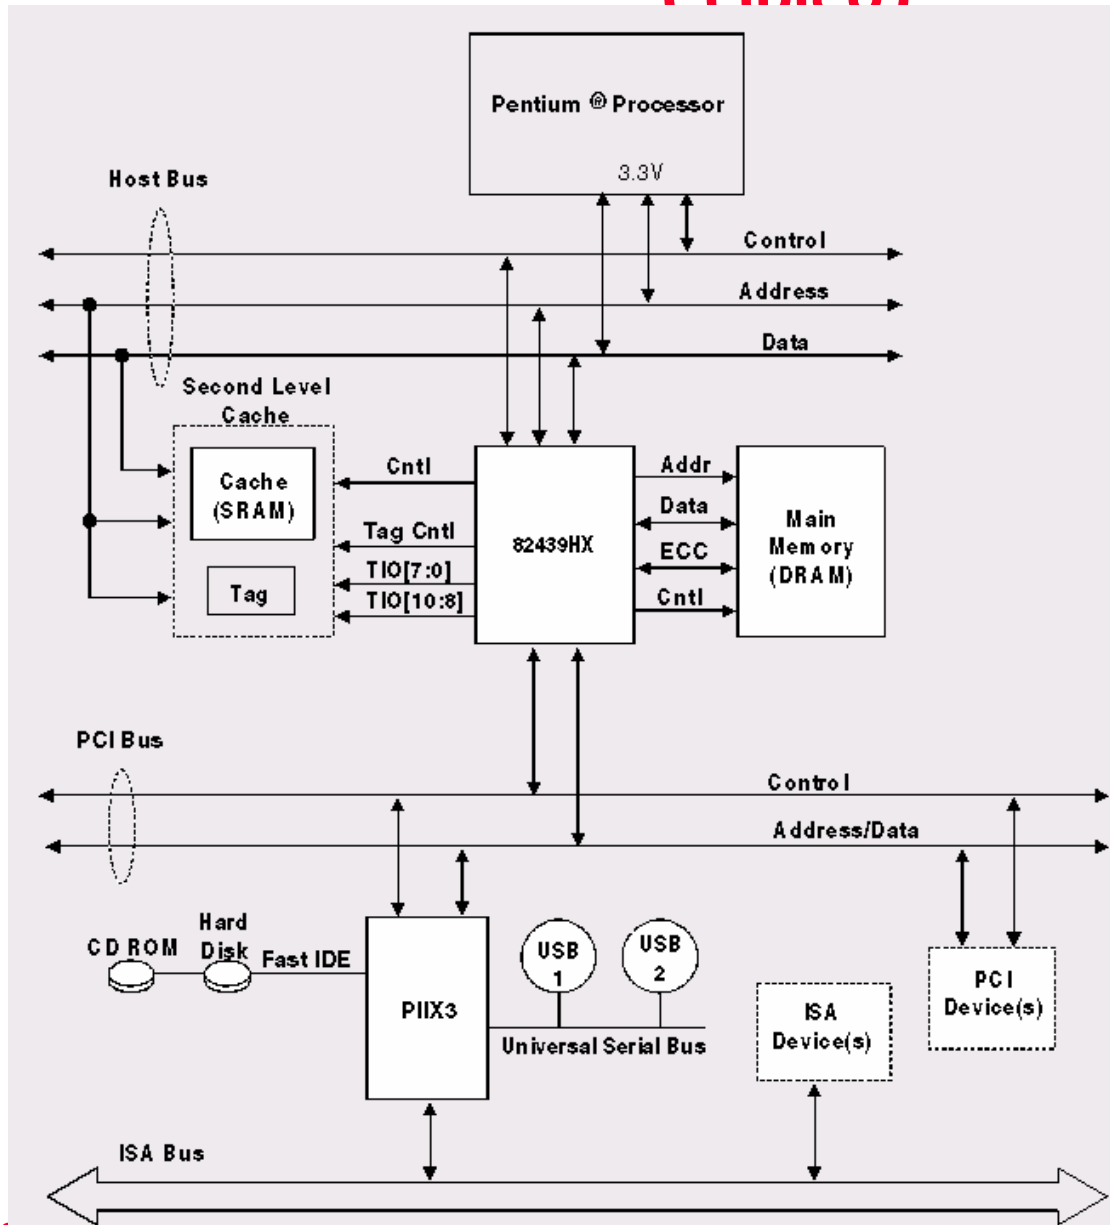 Pentium ® Processor
3.3V
Host Bus
Control
Address
Data
Second Level
Cache
Cache
(SRAM)
Tag
Cntl
Tag Cntl
TIO[7:0]
TIO[10:8]
82439HX
Addr
Data
ECC
Cntl
Main
Memory
(DRAM)
PCI Bus
Control
Address/Data
CD ROM
Hard
Disk
Fast IDE
PIIX3
USB
1
USB
2
Universal Serial Bus
ISA
Device(s)
PCI
Device(s)
ISA Bus